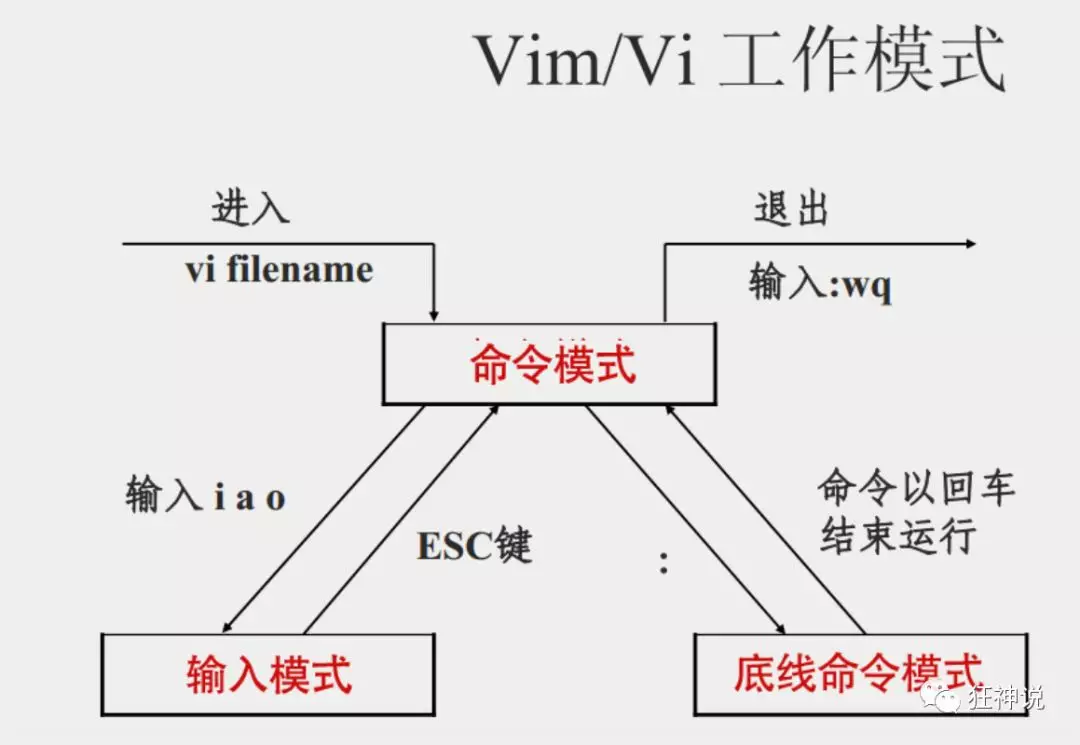 Vim/Vi 工作模式
进入
vi filename
退出
输入:wq
命令模式
输入 i a o
ESC键
:
命令以回车
结束运行
输入模式
底线命令模式
狂神说